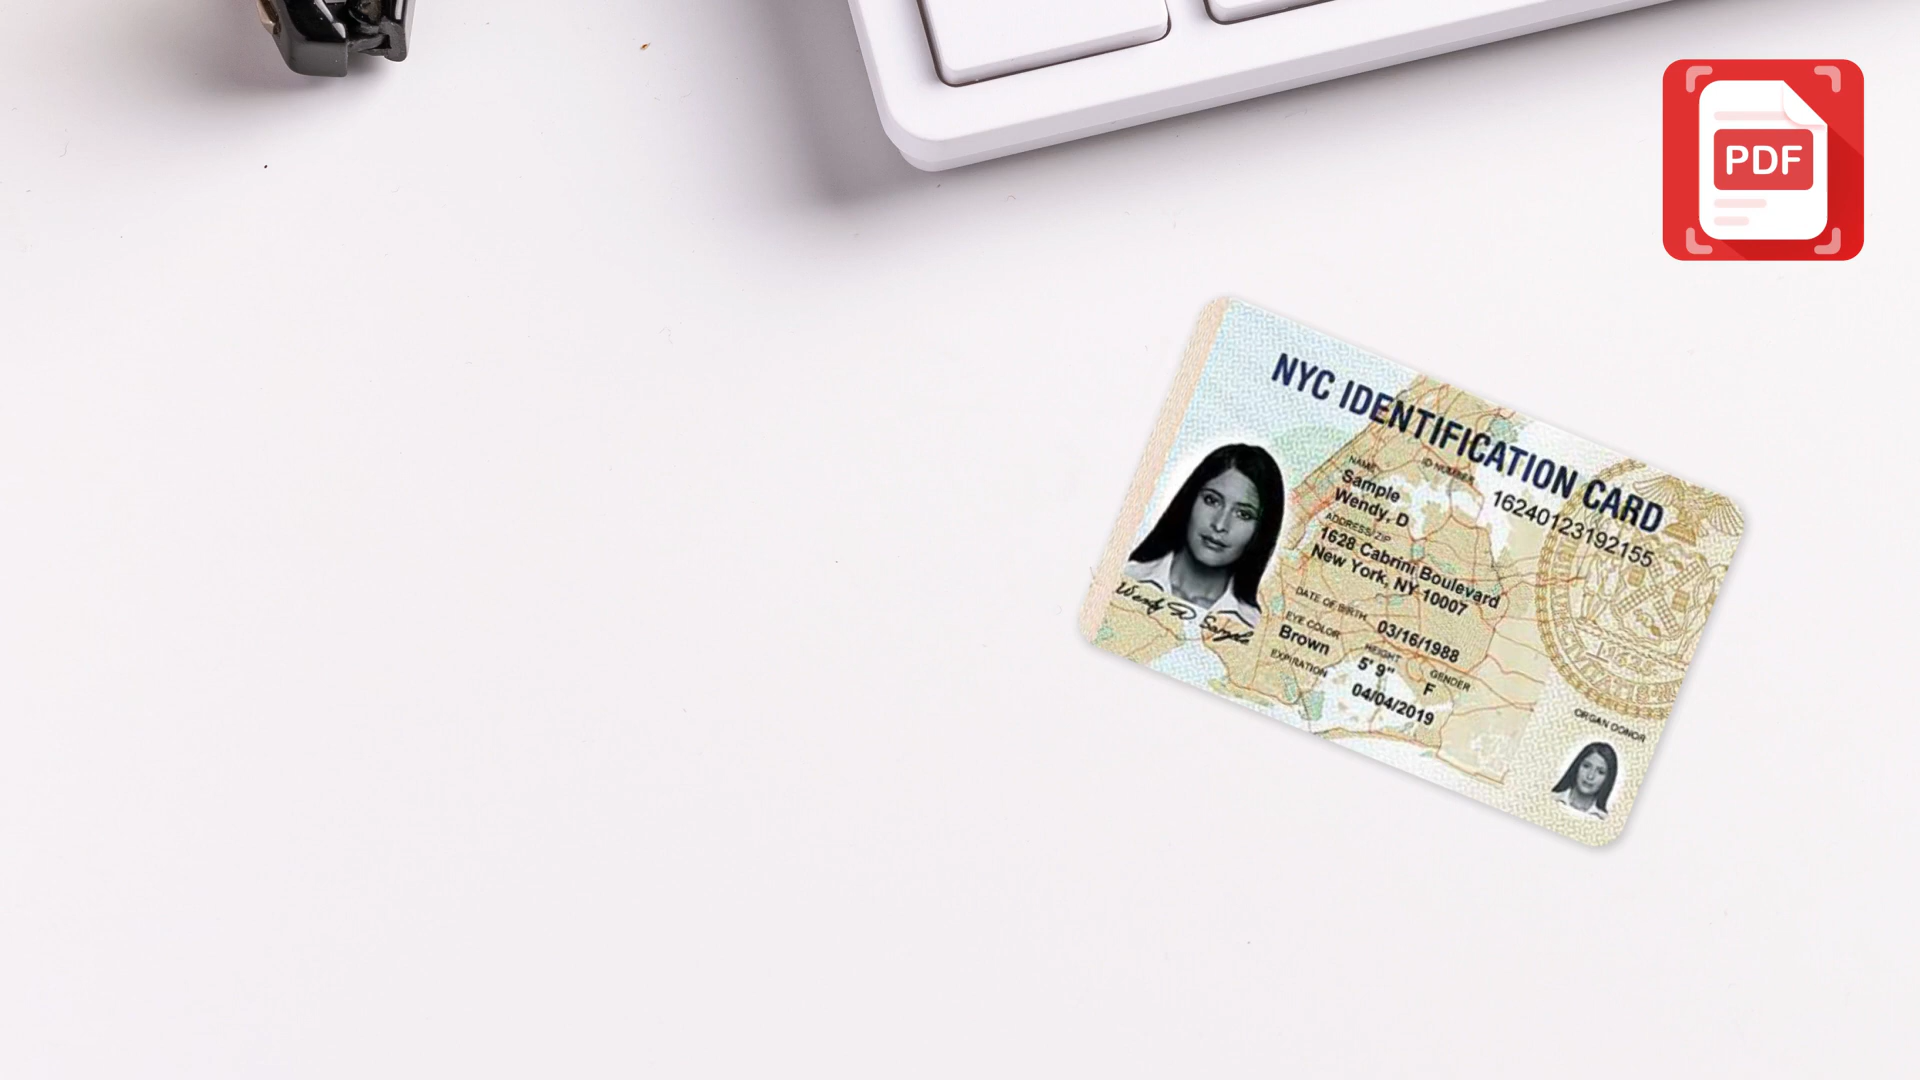 PDF
NYC IDENTIFICATION CARD
NAME
ID NUMBER
16240123192155
Sample
Wendy, D
ADDRESS/ZIP
1628 Cabrini Boulevard
New York, NY 10007
DATE OF BIRTH
03/16/1988
EYE COLOR
Brown
HEIGHT
5' 9"
GENDER
F
EXPIRATION
04/04/2019
Wendy D Sample
ORGAN DONOR
1625